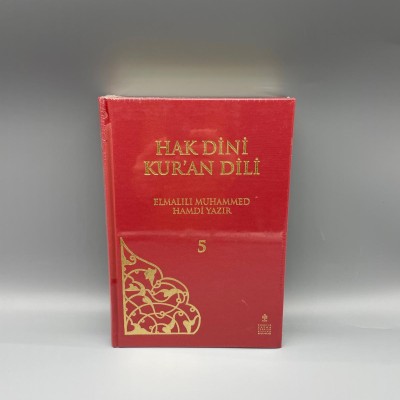 HAK DİNİ
KUR'AN DİLİ
ELMALILI MUHAMMED
HAMDİ YAZIR
5